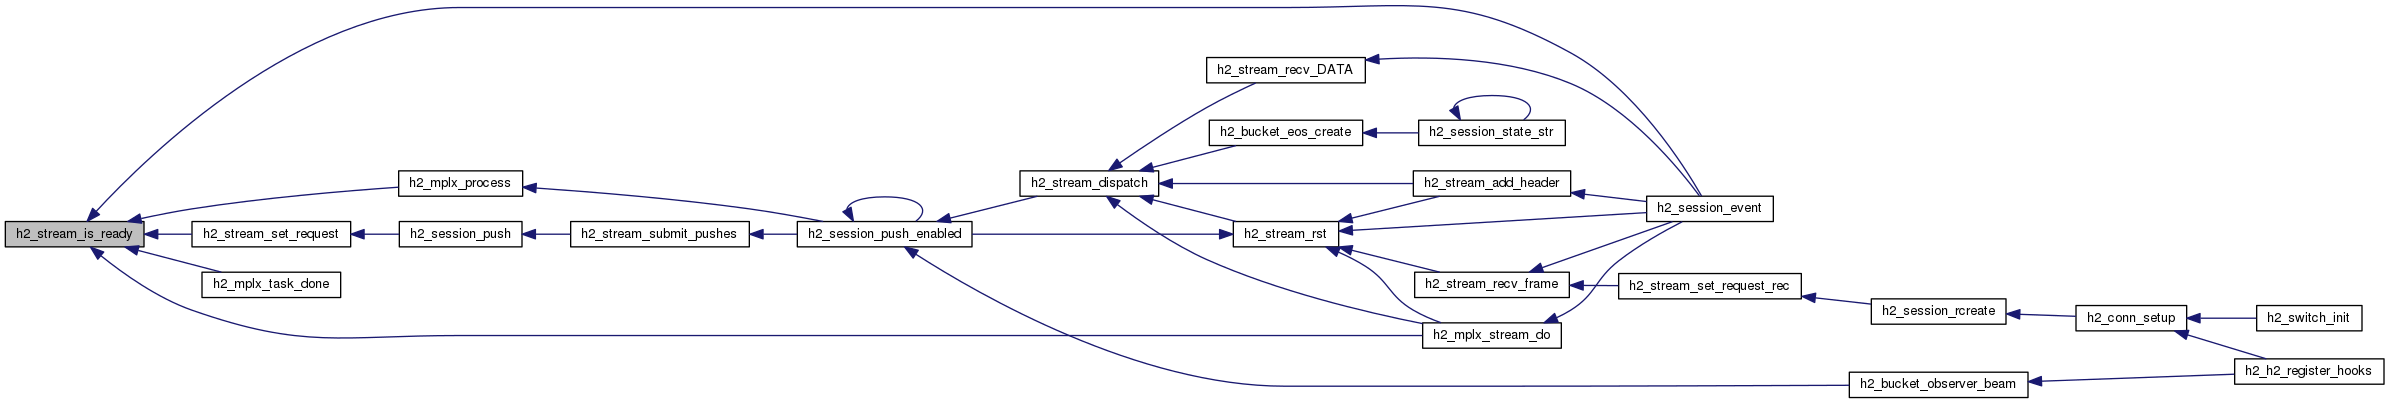 h2_stream_is_ready
h2_mplx_process
h2_stream_set_request
h2_mplx_task_done
h2_session_push
h2_stream_submit_pushes
h2_session_push_enabled
h2_stream_dispatch
h2_stream_recv_DATA
h2_bucket_eos_create
h2_stream_rst
h2_session_state_str
h2_stream_add_header
h2_stream_recv_frame
h2_mplx_stream_do
h2_session_event
h2_stream_set_request_rec
h2_session_rcreate
h2_bucket_observer_beam
h2_conn_setup
h2_switch_init
h2_h2_register_hooks